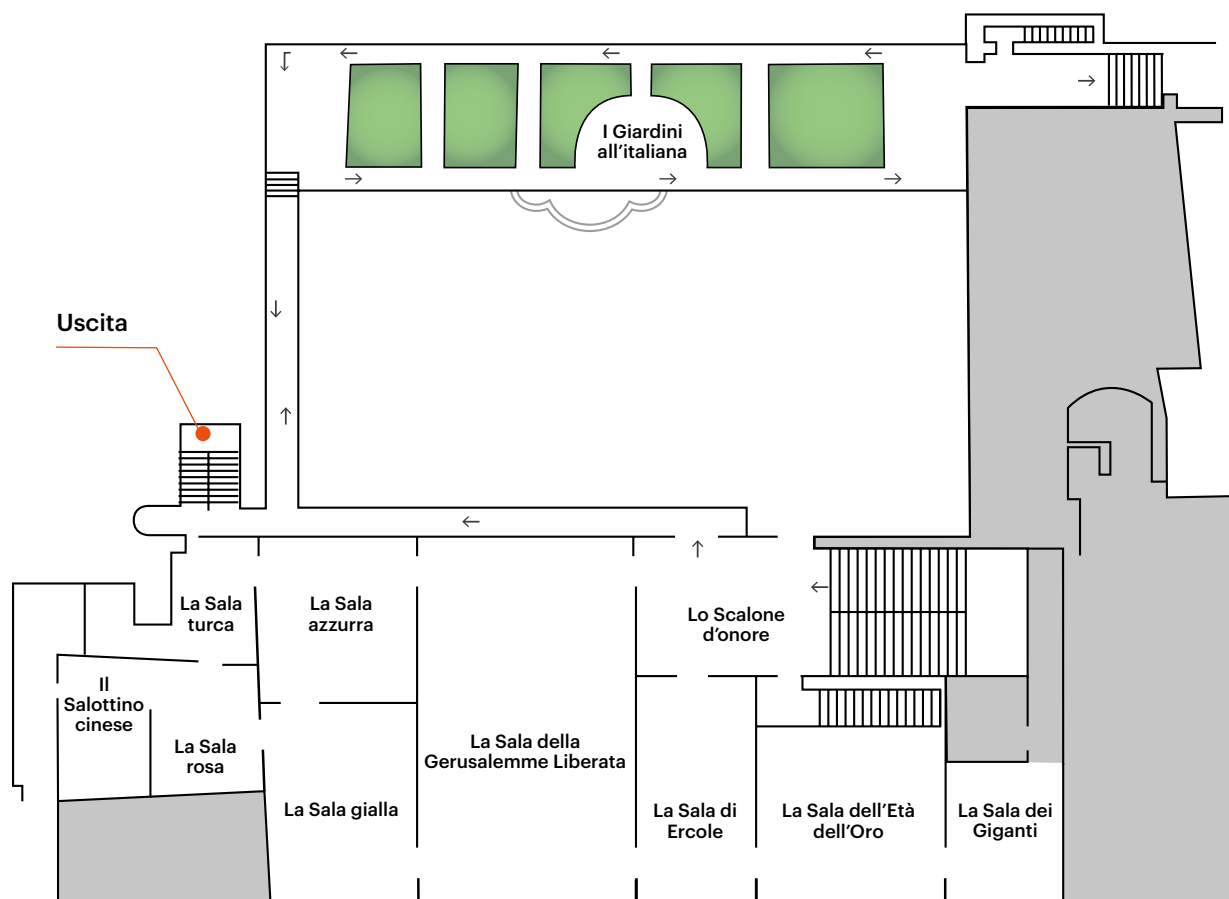 I Giardini
all'italiana
Uscita
La Sala
turca
La Sala
azzurra
Lo Scalone
d'onore
Il
Salottino
cinese
La Sala
rosa
La Sala della
Gerusalemme Liberata
La Sala gialla
La Sala di
Ercole
La Sala dell'Età
dell'Oro
La Sala dei
Giganti